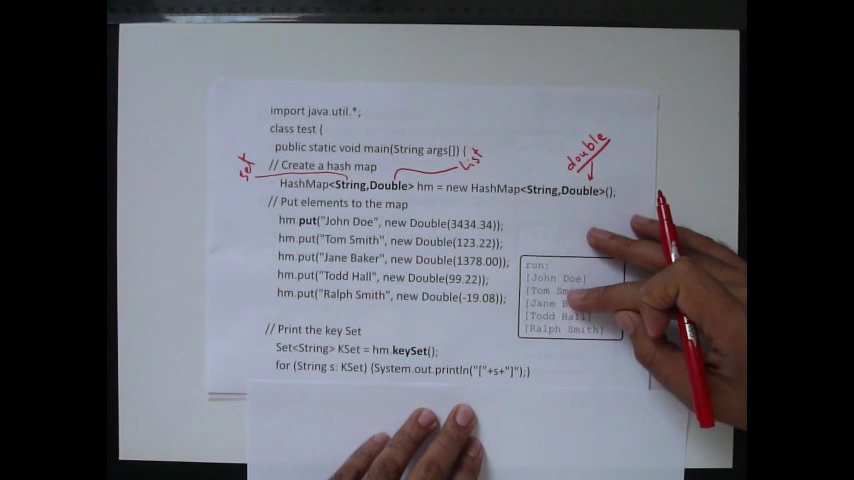 import java.util.*;
class test {
public static void main(String args[]) {
double
set
// Create a hash map
List
HashMap<String,Double> hm = new HashMap<String,Double>();
// Put elements to the map
hm.put("John Doe", new Double(3434.34));
hm.put("Tom Smith", new Double(123.22));
hm.put("Jane Baker", new Double(1378.00));
hm.put("Todd Hall", new Double(99.22));
hm.put("Ralph Smith", new Double(-19.08));
run:
[John Doe]
[Tom
[Jane
[Todd Hall]
[Ralph Smith]
// Print the key Set
Set<String> KSet = hm.keySet();
for (String s: KSet) {System.out.println("["+s+"]");}